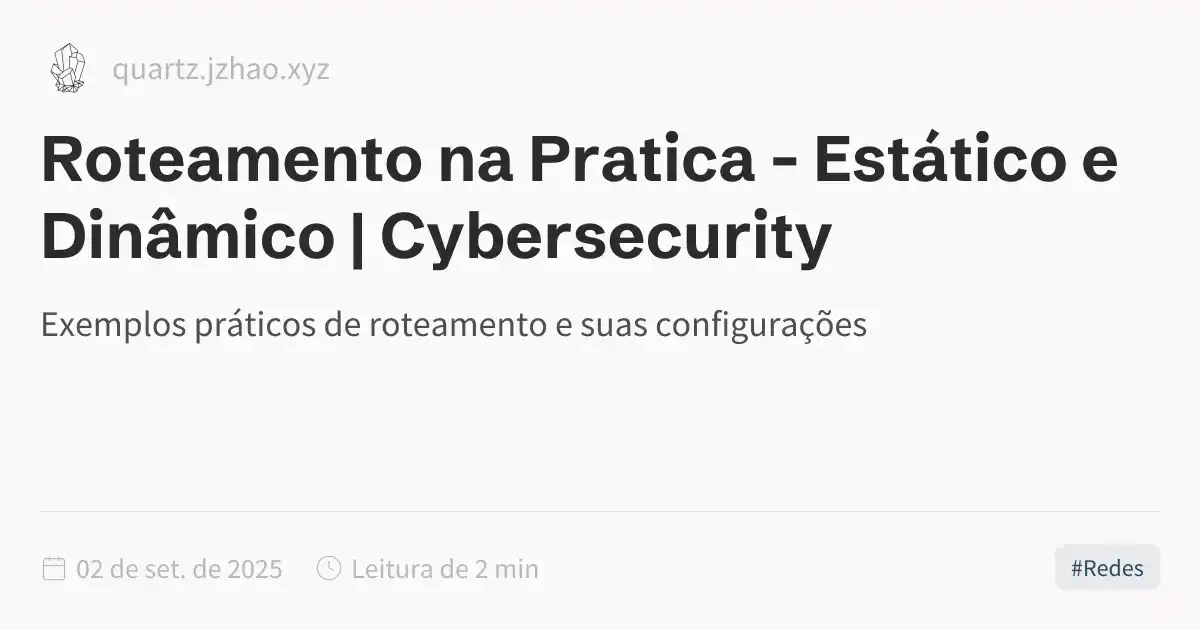 quartz.jzhao.xyz
Roteamento na Pratica - Estático e
Dinâmico | Cybersecurity
Exemplos práticos de roteamento e suas configurações
02 de set. de 2025 Leitura de 2 min #Redes